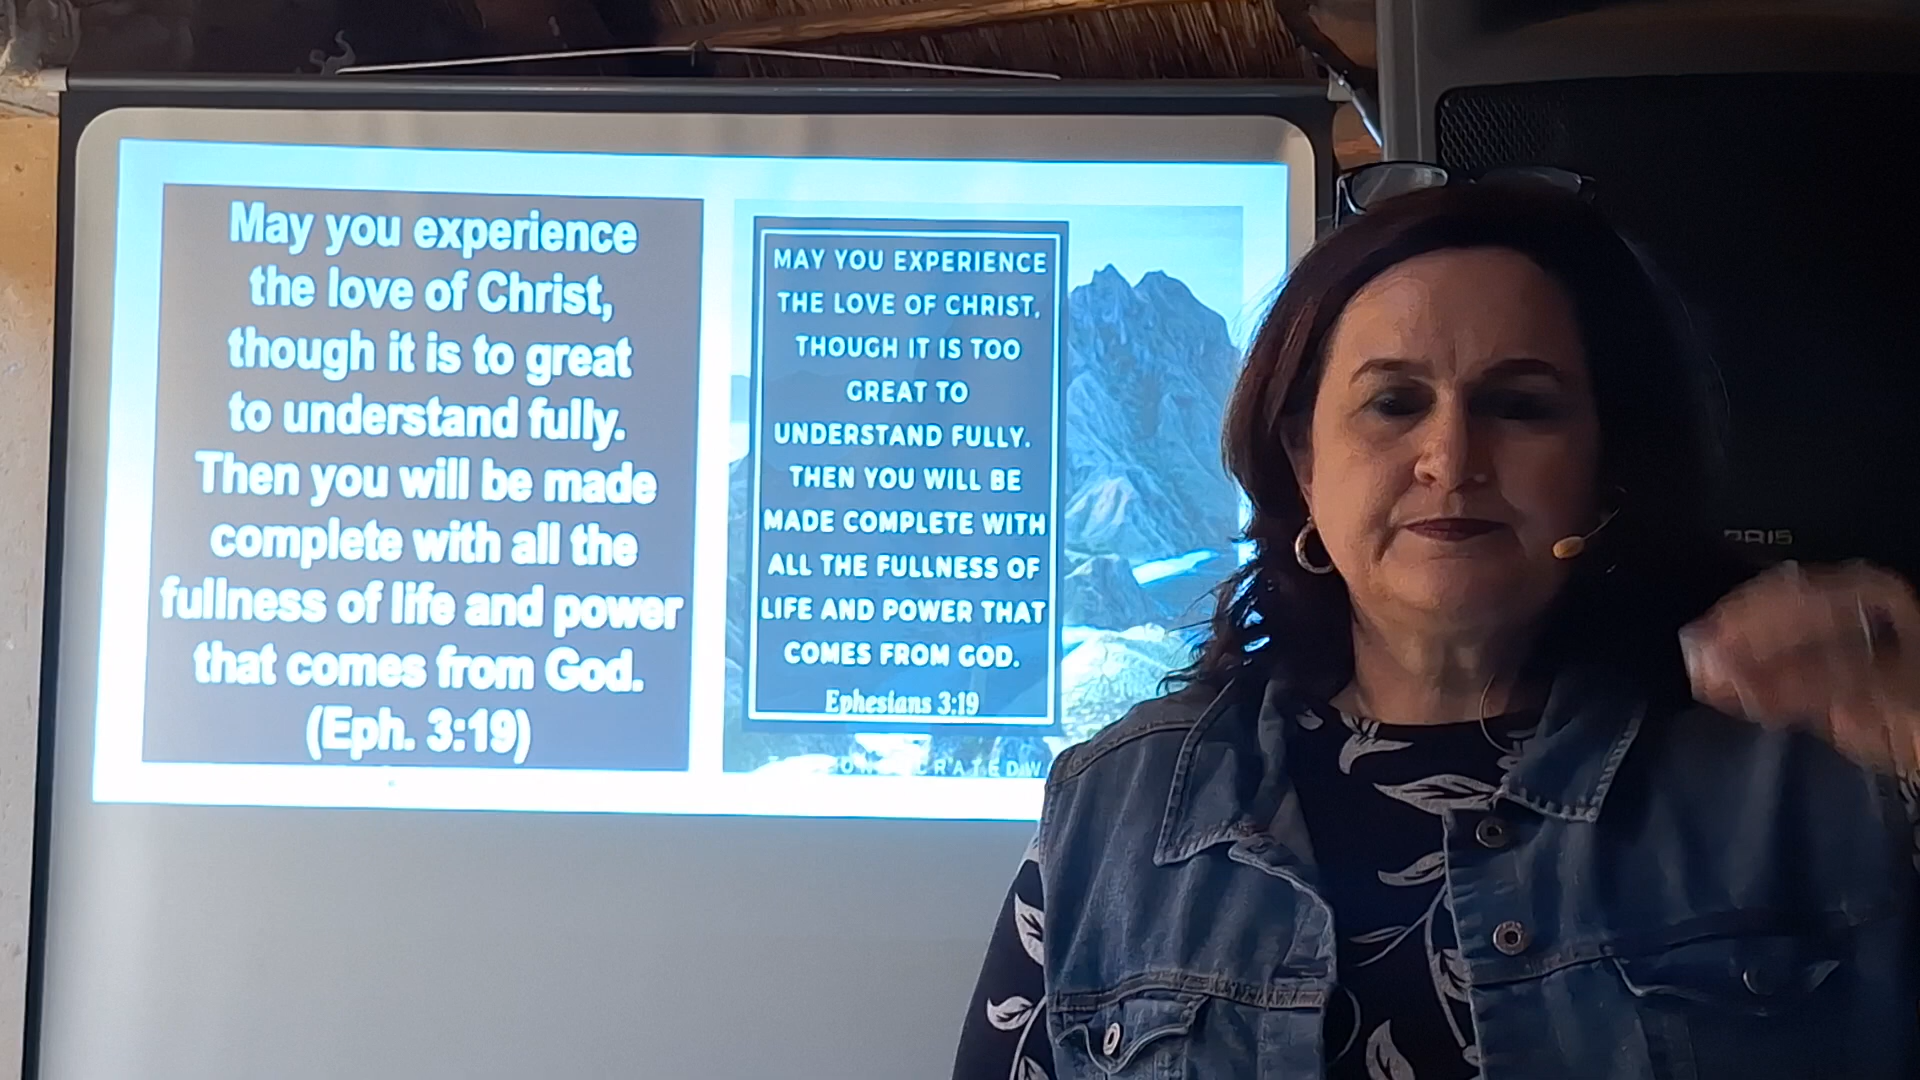 May you experience
the love of Christ,
though it is to great
to understand fully.
Then you will be made
complete with all the
fullness of life and power
that comes from God.
(Eph. 3:19)
MAY YOU EXPERIENCE
THE LOVE OF CHRIST,
THOUGH IT IS TOO
GREAT TO
UNDERSTAND FULLY.
THEN YOU WILL BE
MADE COMPLETE WITH
ALL THE FULLNESS OF
LIFE AND POWER THAT
COMES FROM GOD.
Ephesians 3:19